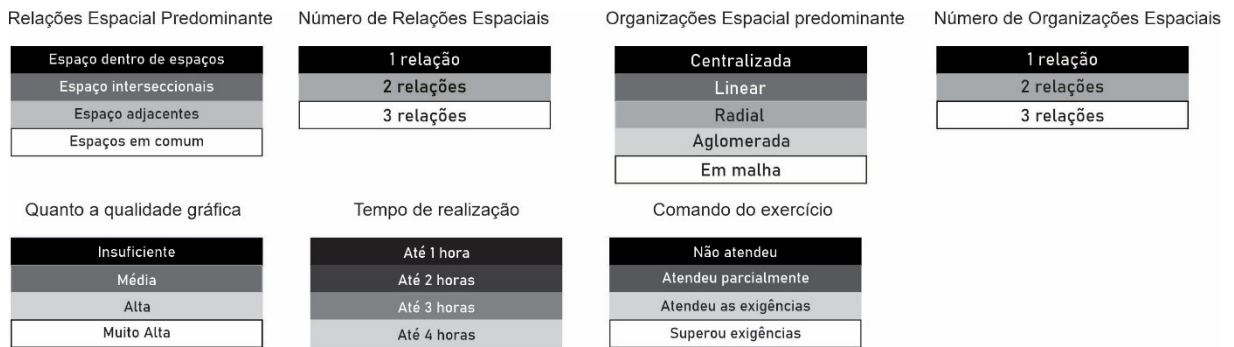 Relações Espacial Predominante
Espaço dentro de espaços
Espaço interseccionais
Espaço adjacentes
Espaços em comum
Número de Relações Espaciais
1 relação
2 relações
3 relações
Organizações Espacial predominante
Centralizada
Linear
Radial
Aglomerada
Em malha
Número de Organizações Espaciais
1 relação
2 relações
3 relações
Quanto a qualidade gráfica
Insuficiente
Média
Alta
Muito Alta
Tempo de realização
Até 1 hora
Até 2 horas
Até 3 horas
Até 4 horas
Comando do exercício
Não atendeu
Atendeu parcialmente
Atendeu as exigências
Superou exigências